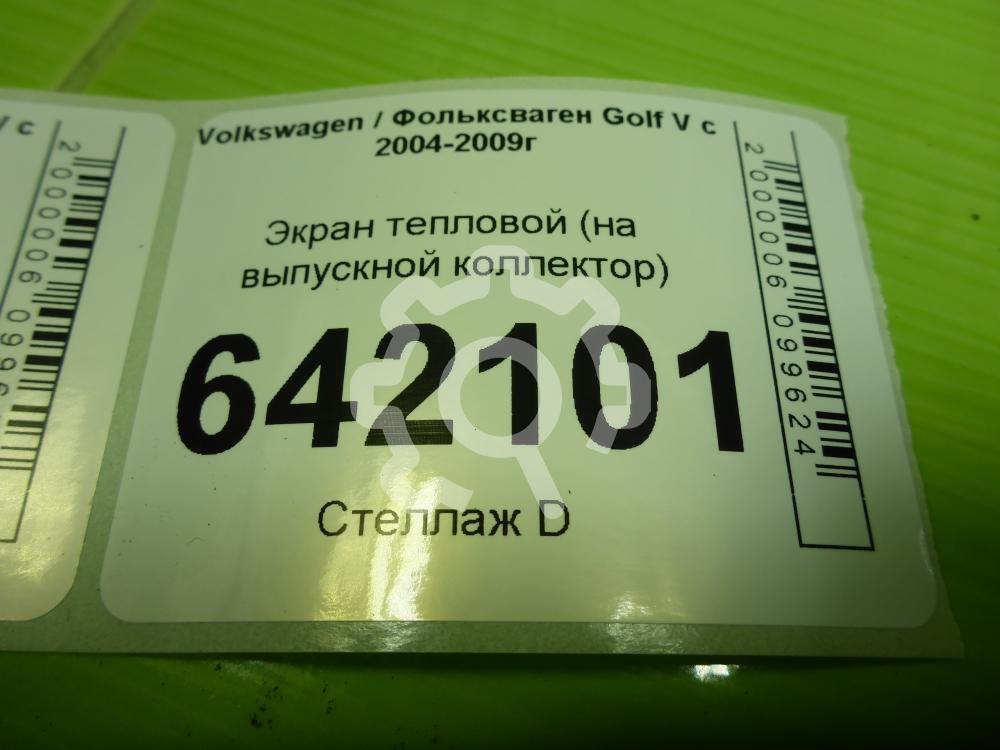 Volkswagen / Фольксваген Golf V с
2004-2009г
Экран тепловой (на
выпускной коллектор)
642101
Стеллаж D
2000006099624
V с